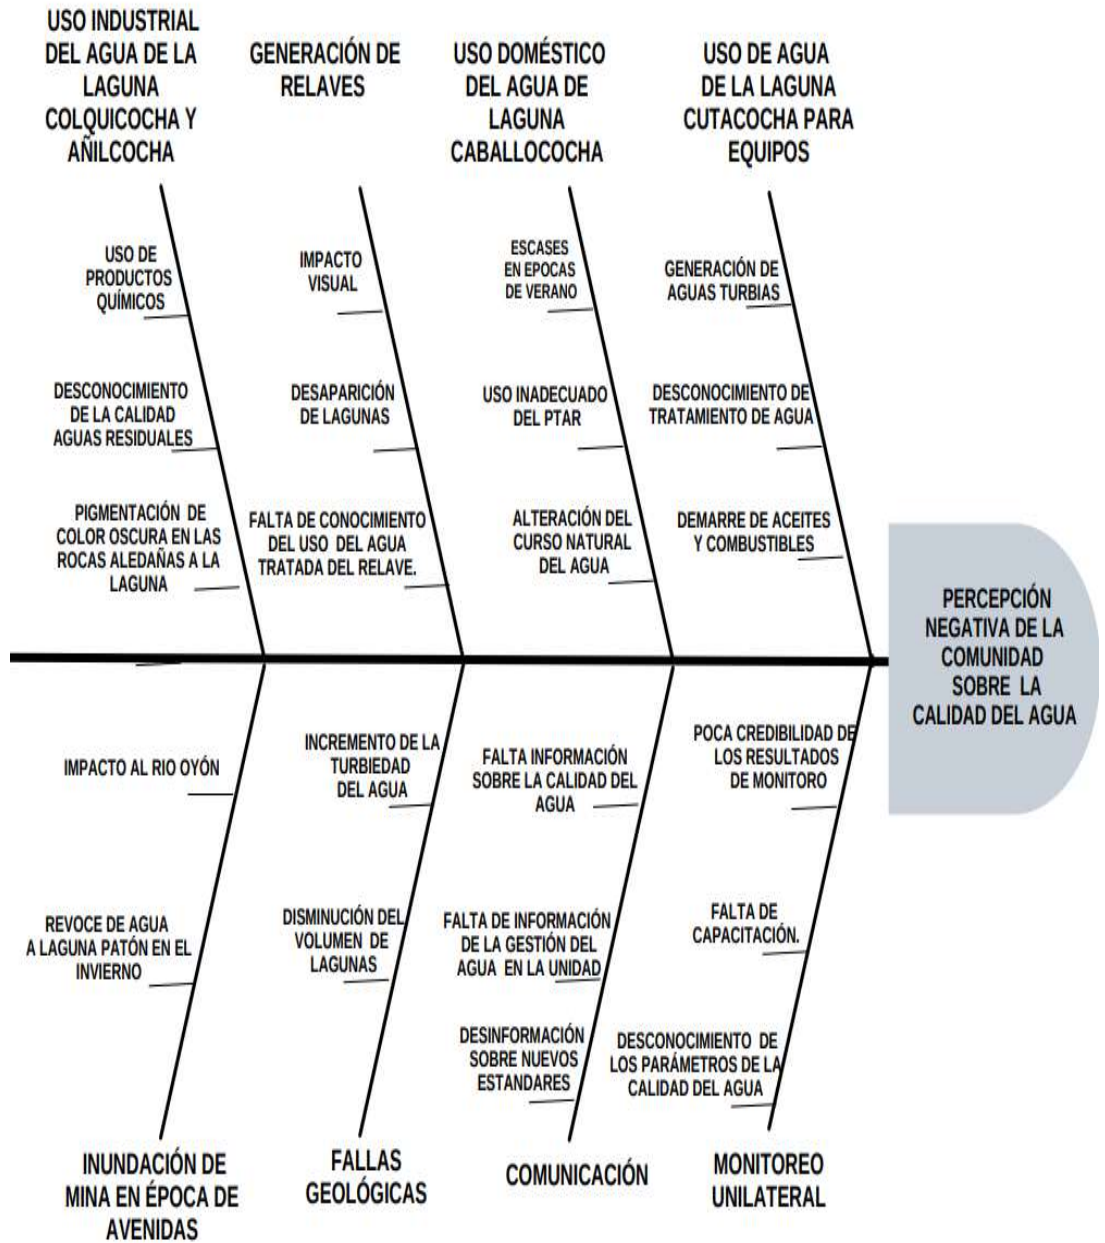 USO INDUSTRIAL
DEL AGUA DE LA
LAGUNA
COLQUICOCHA Y
AÑILCOCHA
GENERACIÓN DE
RELAVES
USO DOMÉSTICO
DEL AGUA DE
LAGUNA
CABALLOCOCHA
USO DE AGUA
DE LA LAGUNA
CUTACOCHA PARA
EQUIPOS
USO DE
PRODUCTOS
QUÍMICOS
DESCONOCIMIENTO
DE LA CALIDAD
AGUAS RESIDUALES
PIGMENTACIÓN DE
COLOR OSCURA EN LAS
ROCAS ALEDAÑAS A LA
LAGUNA
IMPACTO
VISUAL
DESAPARICIÓN
DE LAGUNAS
FALTA DE CONOCIMIENTO
DEL USO DEL AGUA
TRATADA DEL RELAVE.
ESCASES
EN EPOCAS
DE VERANO
USO INADECUADO
DEL PTAR
ALTERACIÓN DEL
CURSO NATURAL
DEL AGUA
GENERACIÓN DE
AGUAS TURBIAS
DESCONOCIMIENTO DE
TRATAMIENTO DE AGUA
DEMARRE DE ACEITES
Y COMBUSTIBLES
PERCEPCIÓN
NEGATIVA DE LA
COMUNIDAD
SOBRE LA
CALIDAD DEL AGUA
IMPACTO AL RIO OYÓN
REVOCE DE AGUA
A LAGUNA PATÓN EN EL
INVIERNO
INCREMENTO DE LA
TURBIEDAD
DEL AGUA
DISMINUCIÓN DEL
VOLUMEN DE
LAGUNAS
FALTA INFORMACIÓN
SOBRE LA CALIDAD DEL
AGUA
FALTA DE INFORMACIÓN
DE LA GESTIÓN DEL
AGUA EN LA UNIDAD
DESINFORMACIÓN
SOBRE NUEVOS
ESTANDARES
POCA CREDIBILIDAD DE
LOS RESULTADOS
DE MONITORO
FALTA DE
CAPACITACIÓN.
DESCONOCIMIENTO DE
LOS PARÁMETROS DE LA
CALIDAD DEL AGUA
INUNDACIÓN DE
MINA EN ÉPOCA DE
AVENIDAS
FALLAS
GEOLÓGICAS
COMUNICACIÓN
MONITOREO
UNILATERAL